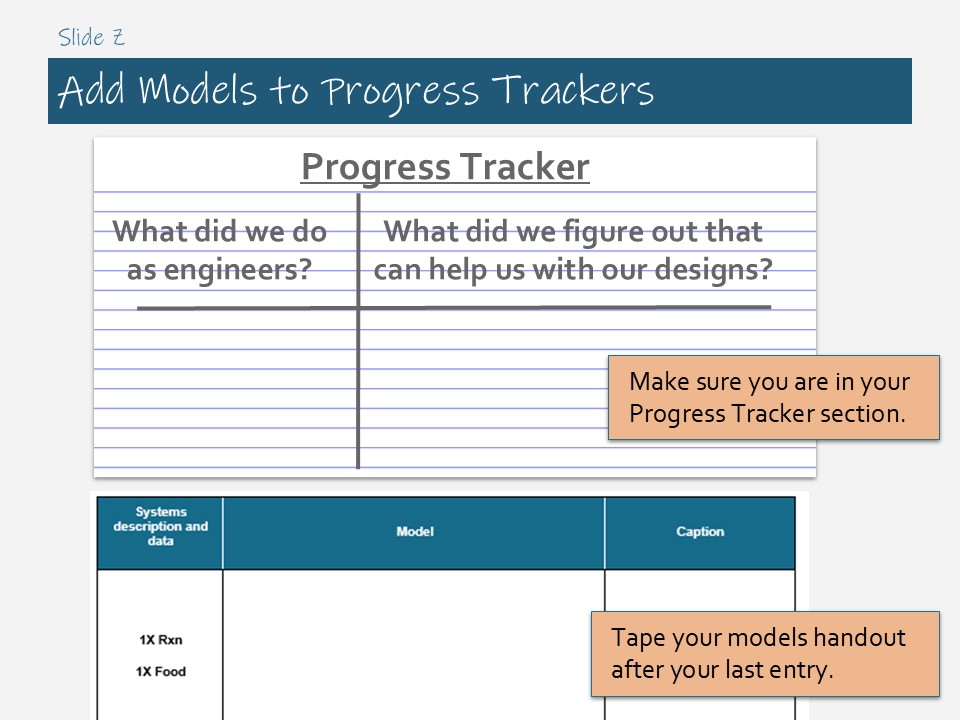 Slide Z
Add Models to Progress Trackers
Progress Tracker
What did we do
as engineers?
What did we figure out that
can help us with our designs?
Make sure you are in your
Progress Tracker section.
Systems
description and
data
Model
Caption
1X Rxn
1X Food
Tape your models handout
after your last entry.